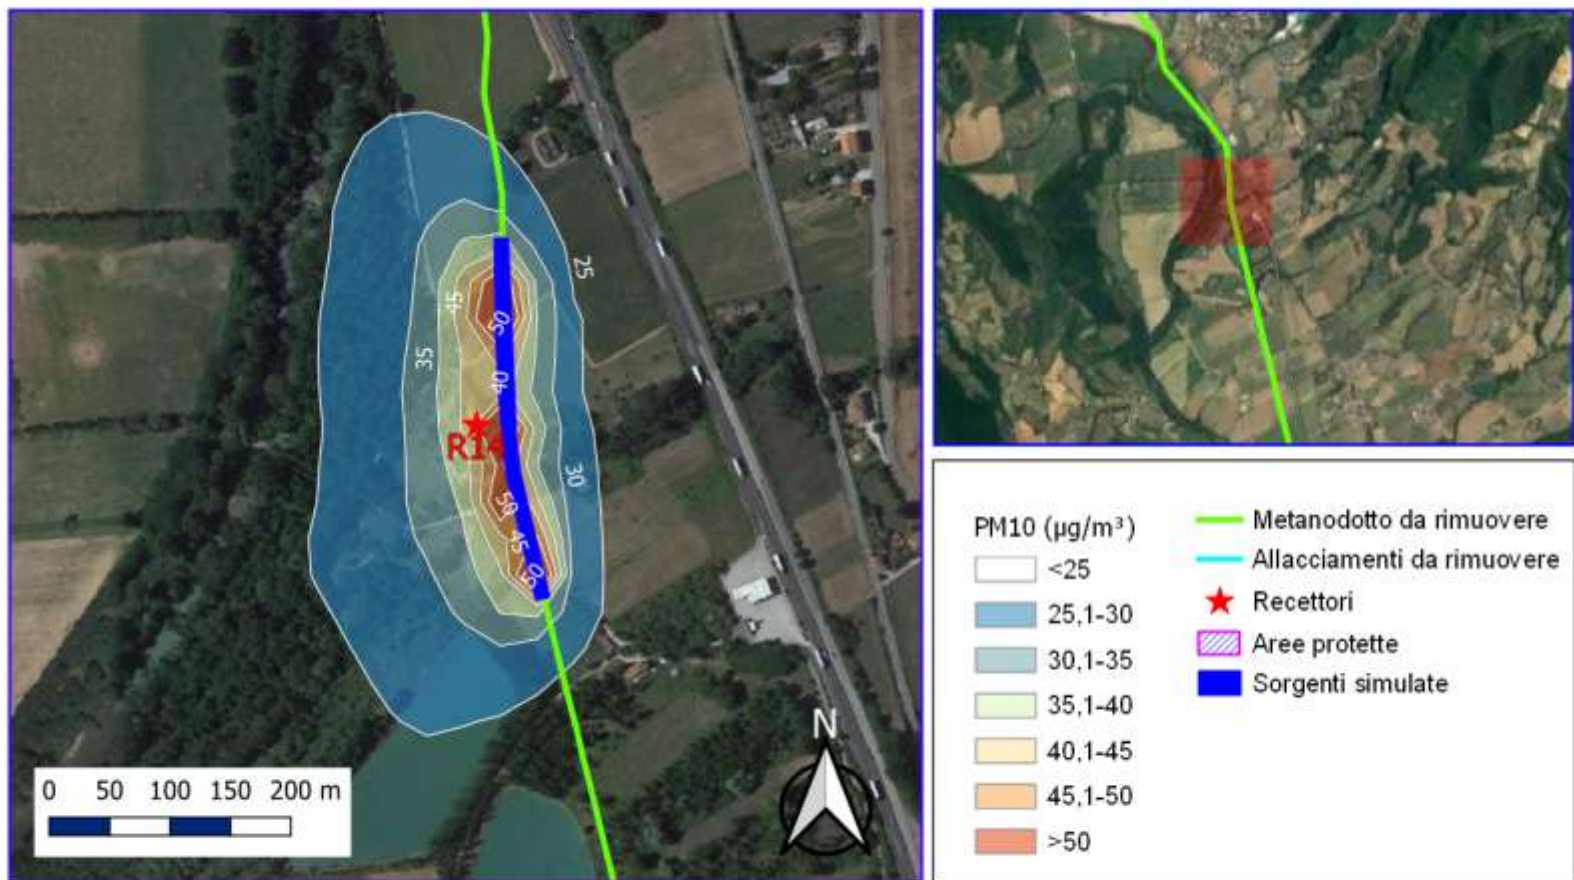 25
45
50
35
40
R14
30
50
45
50
0 50 100 150 200 m
N
PM10 (µg/m³)
<25
25,1-30
30,1-35
35,1-40
40,1-45
45,1-50
>50
Metanodotto da rimuovere
Allacciamenti da rimuovere
Recettori
Aree protette
Sorgenti simulate